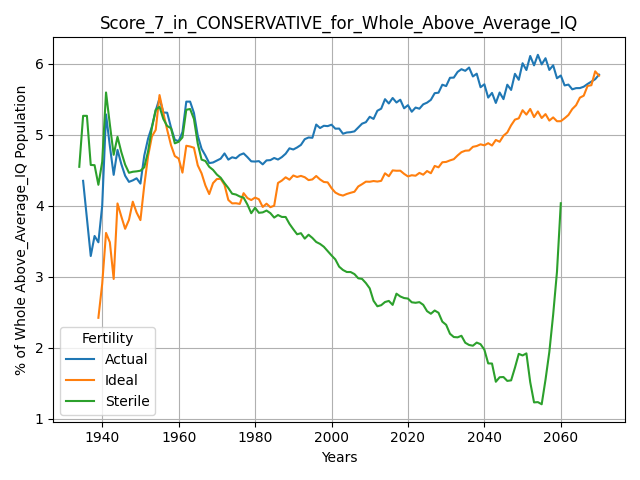 Score_7_in_CONSERVATIVE_for_Whole_Above_Average_IQ
% of Whole Above_Average_IQ Population
6
5
4
3
2
1
Fertility
Actual
Ideal
Sterile
1940 1960 1980 2000 2020 2040 2060
Years